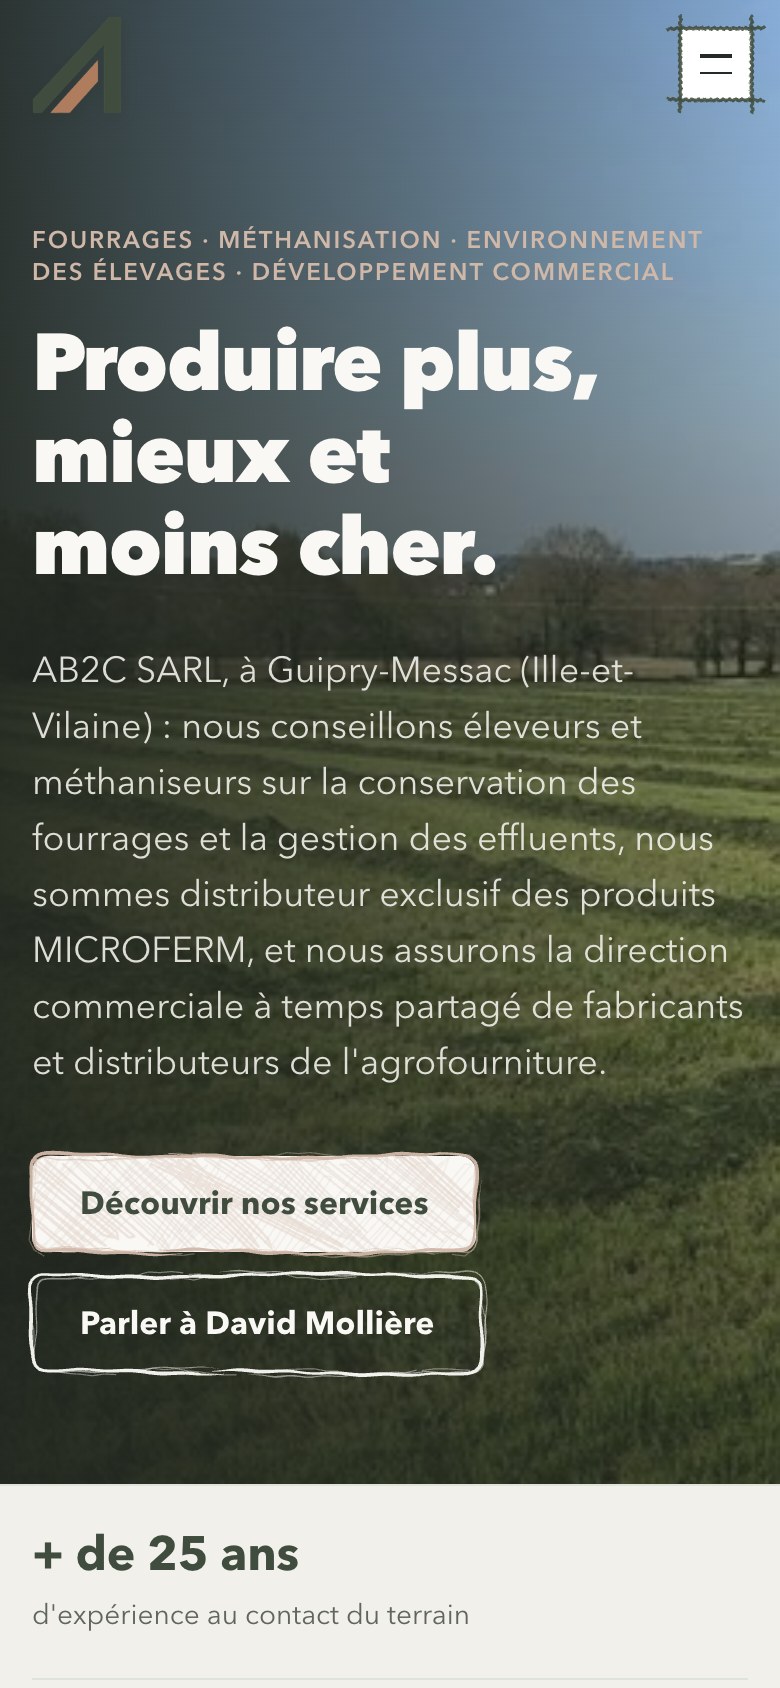 FOURRAGES · MÉTHANISATION · ENVIRONNEMENT
DES ÉLEVAGES · DÉVELOPPEMENT COMMERCIAL
Produire plus,
mieux et
moins cher.
AB2C SARL, à Guipry-Messac (Ille-et-
Vilaine) : nous conseillons éleveurs et
méthaniseurs sur la conservation des
fourrages et la gestion des effluents, nous
sommes distributeur exclusif des produits
MICROFERM, et nous assurons la direction
commerciale à temps partagé de fabricants
et distributeurs de l'agrofourniture.
Découvrir nos services
Parler à David Mollière
+ de 25 ans
d'expérience au contact du terrain